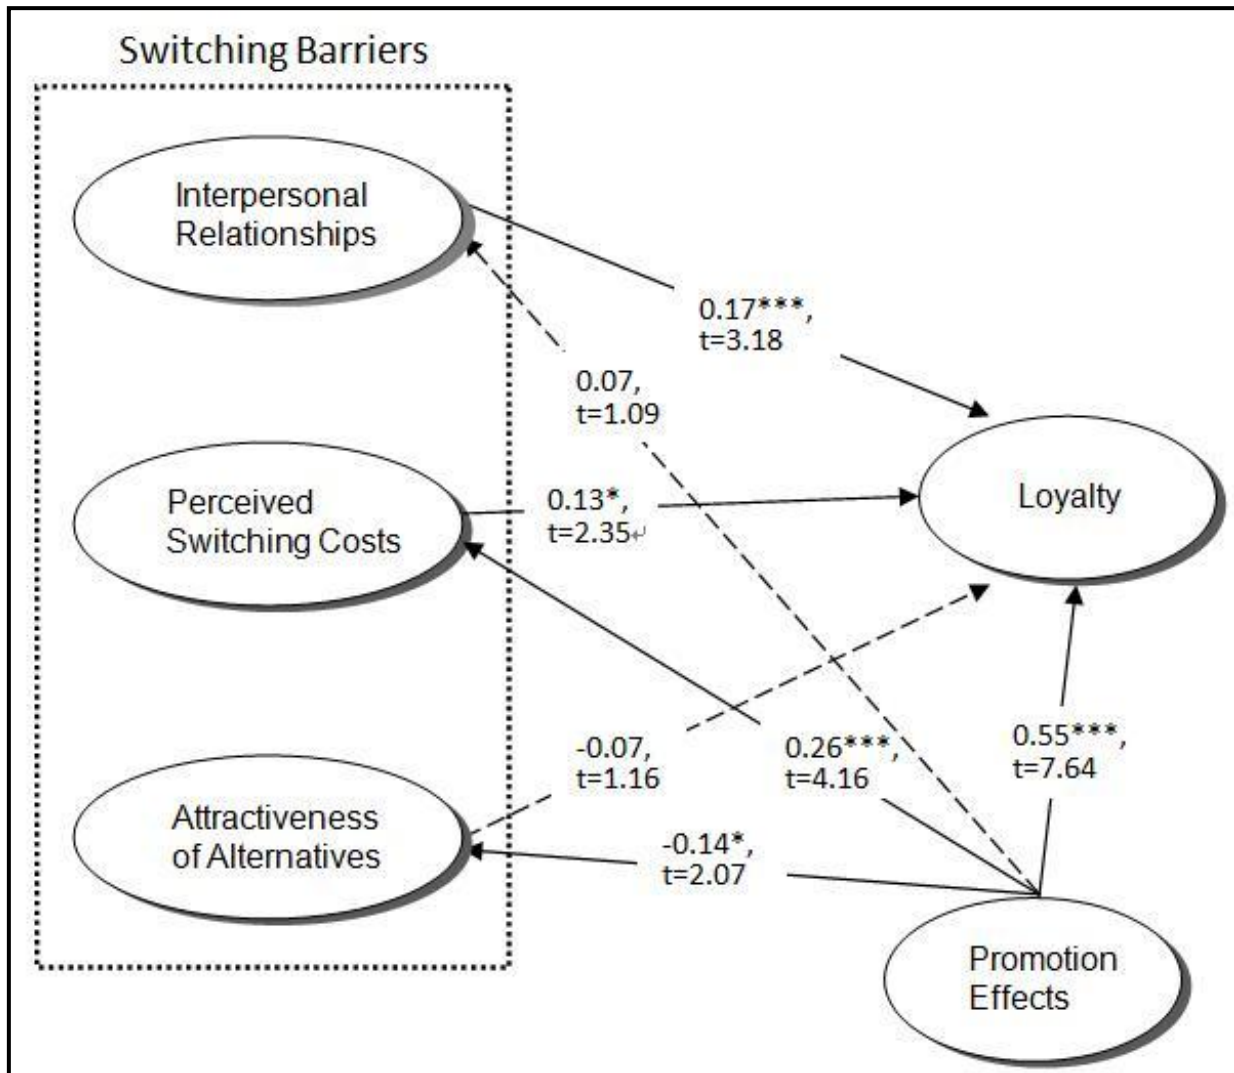 Switching Barriers
Interpersonal
Relationships
0.17***,
t=3.18
0.07,
t=1.09
Perceived
Switching Costs
0.13*,
t=2.35↵
Loyalty
-0.07,
t=1.16
0.26***,
t=4.16
0.55***,
t=7.64
Attractiveness
of Alternatives
-0.14*,
t=2.07
Promotion
Effects